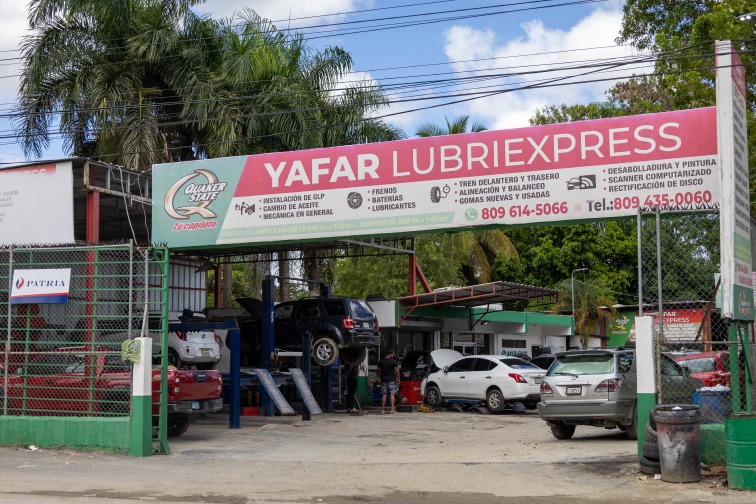 YAFAR LUBRIEXPRESS
QUAKER
STATE
Tu copiloto
• INSTALACIÓN DE GLP
• CAMBIO DE ACEITE
• MECÁNICA EN GENERAL
• FRENOS
• BATERÍAS
• LUBRICANTES
• TREN DELANTERO Y TRASERO
• ALINEACIÓN Y BALANCEO
• GOMAS NUEVAS Y USADAS
• DESABOLLADURA Y PINTURA
• SCANNER COMPUTARIZADO
• RECTIFICACIÓN DE DISCO
809 614-5066 • Tel.:809 435-0060
PATRIA
YAFAR